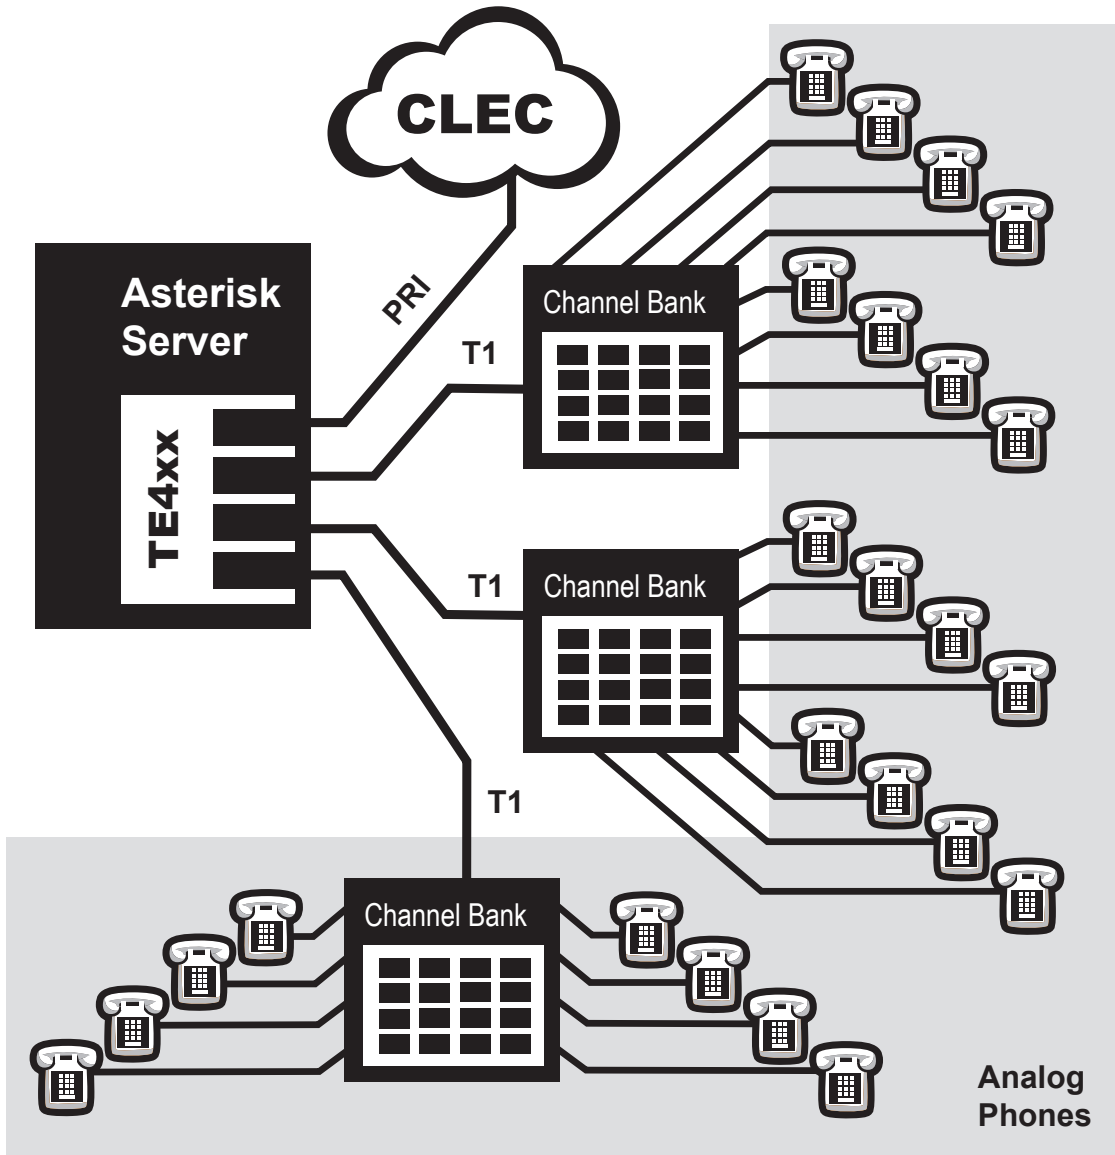 CLEC
Asterisk
Server
PRI
Channel Bank
T1
TE4xx
T1
Channel Bank
T1
Channel Bank
Analog
Phones